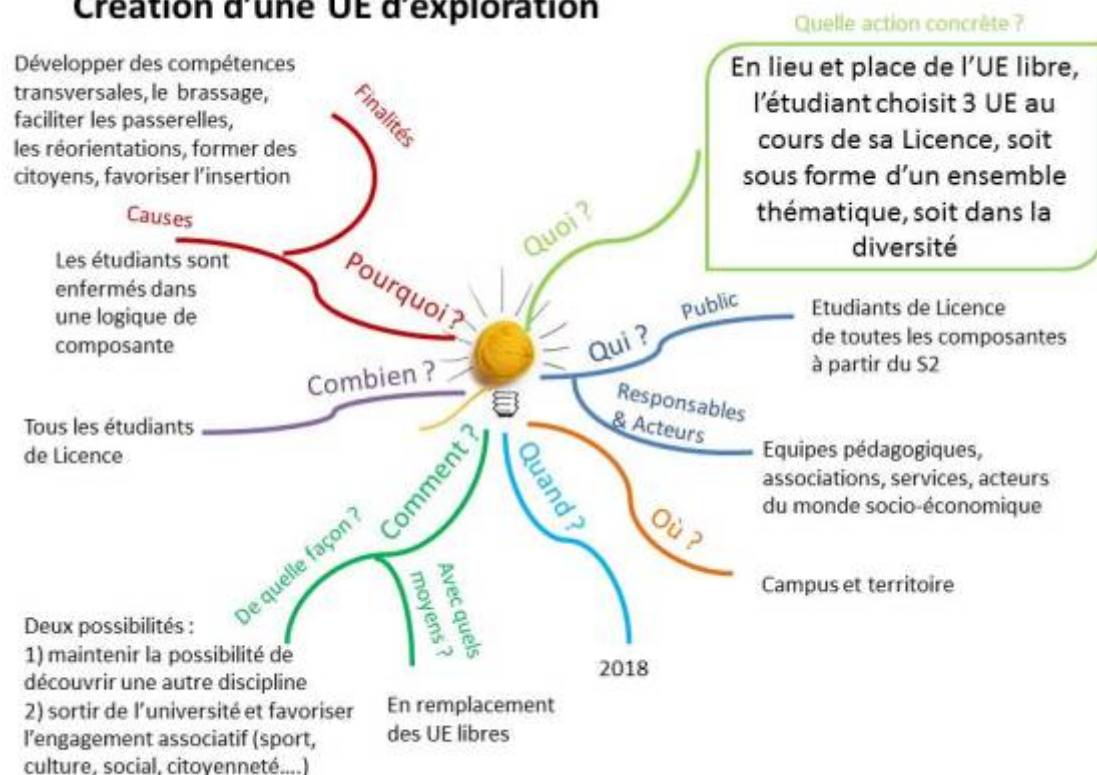 Création d'une UE d'exploration
Quelle action concrète ?
En lieu et place de l'UE libre,
l'étudiant choisit 3 UE au
cours de sa Licence, soit
sous forme d'un ensemble
thématique, soit dans la
diversité
Quoi ?
Développer des compétences
transversales, le brassage,
faciliter les passerelles,
les réorientations, former des
citoyens, favoriser l'insertion
Finalités
Causes
Les étudiants sont
enfermés dans
une logique de
composante
Pourquoi ?
Qui ?
Public
Etudiants de Licence
de toutes les composantes
à partir du S2
Responsables
& Acteurs
Equipes pédagogiques,
associations, services, acteurs
du monde socio-économique
Combien ?
Tous les étudiants
de Licence
Comment ?
De quelle façon ?
Deux possibilités :
1) maintenir la possibilité de
découvrir une autre discipline
2) sortir de l'université et favoriser
l'engagement associatif (sport,
culture, social, citoyenneté....)
Avec quels
moyens ?
En remplacement
des UE libres
Quand ?
2018
Où ?
Campus et territoire